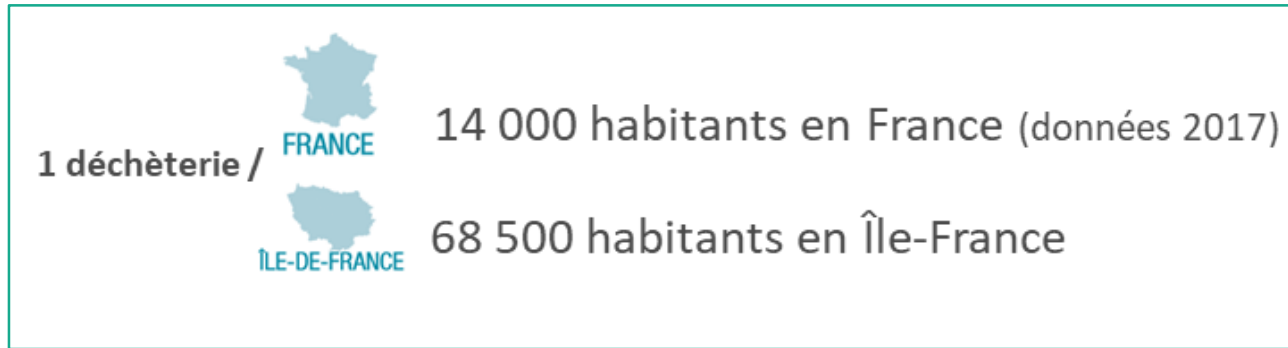 14 000 habitants en France (données 2017)
FRANCE
1 déchèterie /
68 500 habitants en Île-France
ÎLE-DE-FRANCE